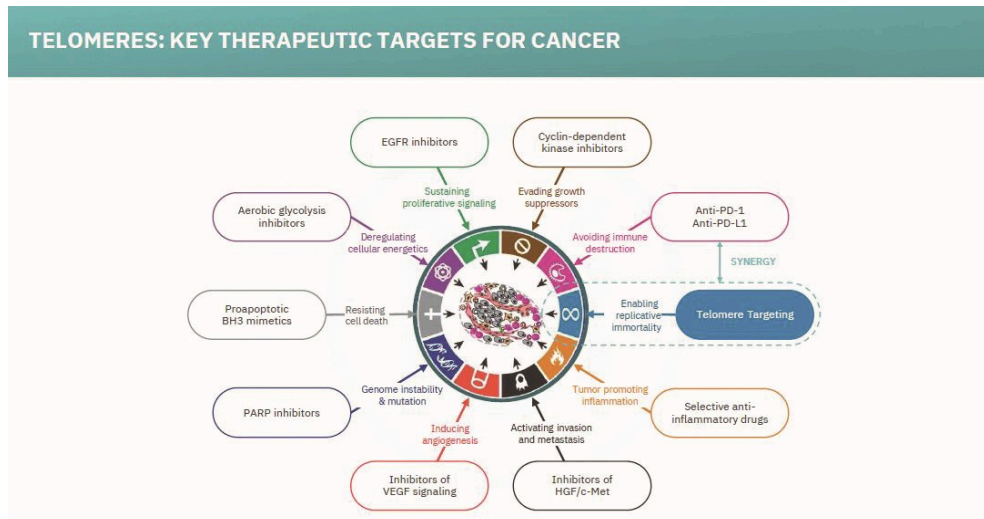 TELOMERES: KEY THERAPEUTIC TARGETS FOR CANCER
EGFR inhibitors
Cyclin-dependent
kinase inhibitors
Sustaining
proliferative signaling
Evading growth
suppressors
Aerobic glycolysis
inhibitors
Anti-PD-1
Anti-PD-L1
Deregulating
cellular energetics
Avoiding immune
destruction
SYNERGY
Proapoptotic
BH3 mimetics
Resisting
cell death
Enabling
replicative
immortality
Telomere Targeting
Genome instability
& mutation
Tumor promoting
inflammation
PARP inhibitors
Selective anti-
inflammatory drugs
Inducing
angiogenesis
Activating invasion
and metastasis
Inhibitors of
VEGF signaling
Inhibitors of
HGF/c-Met